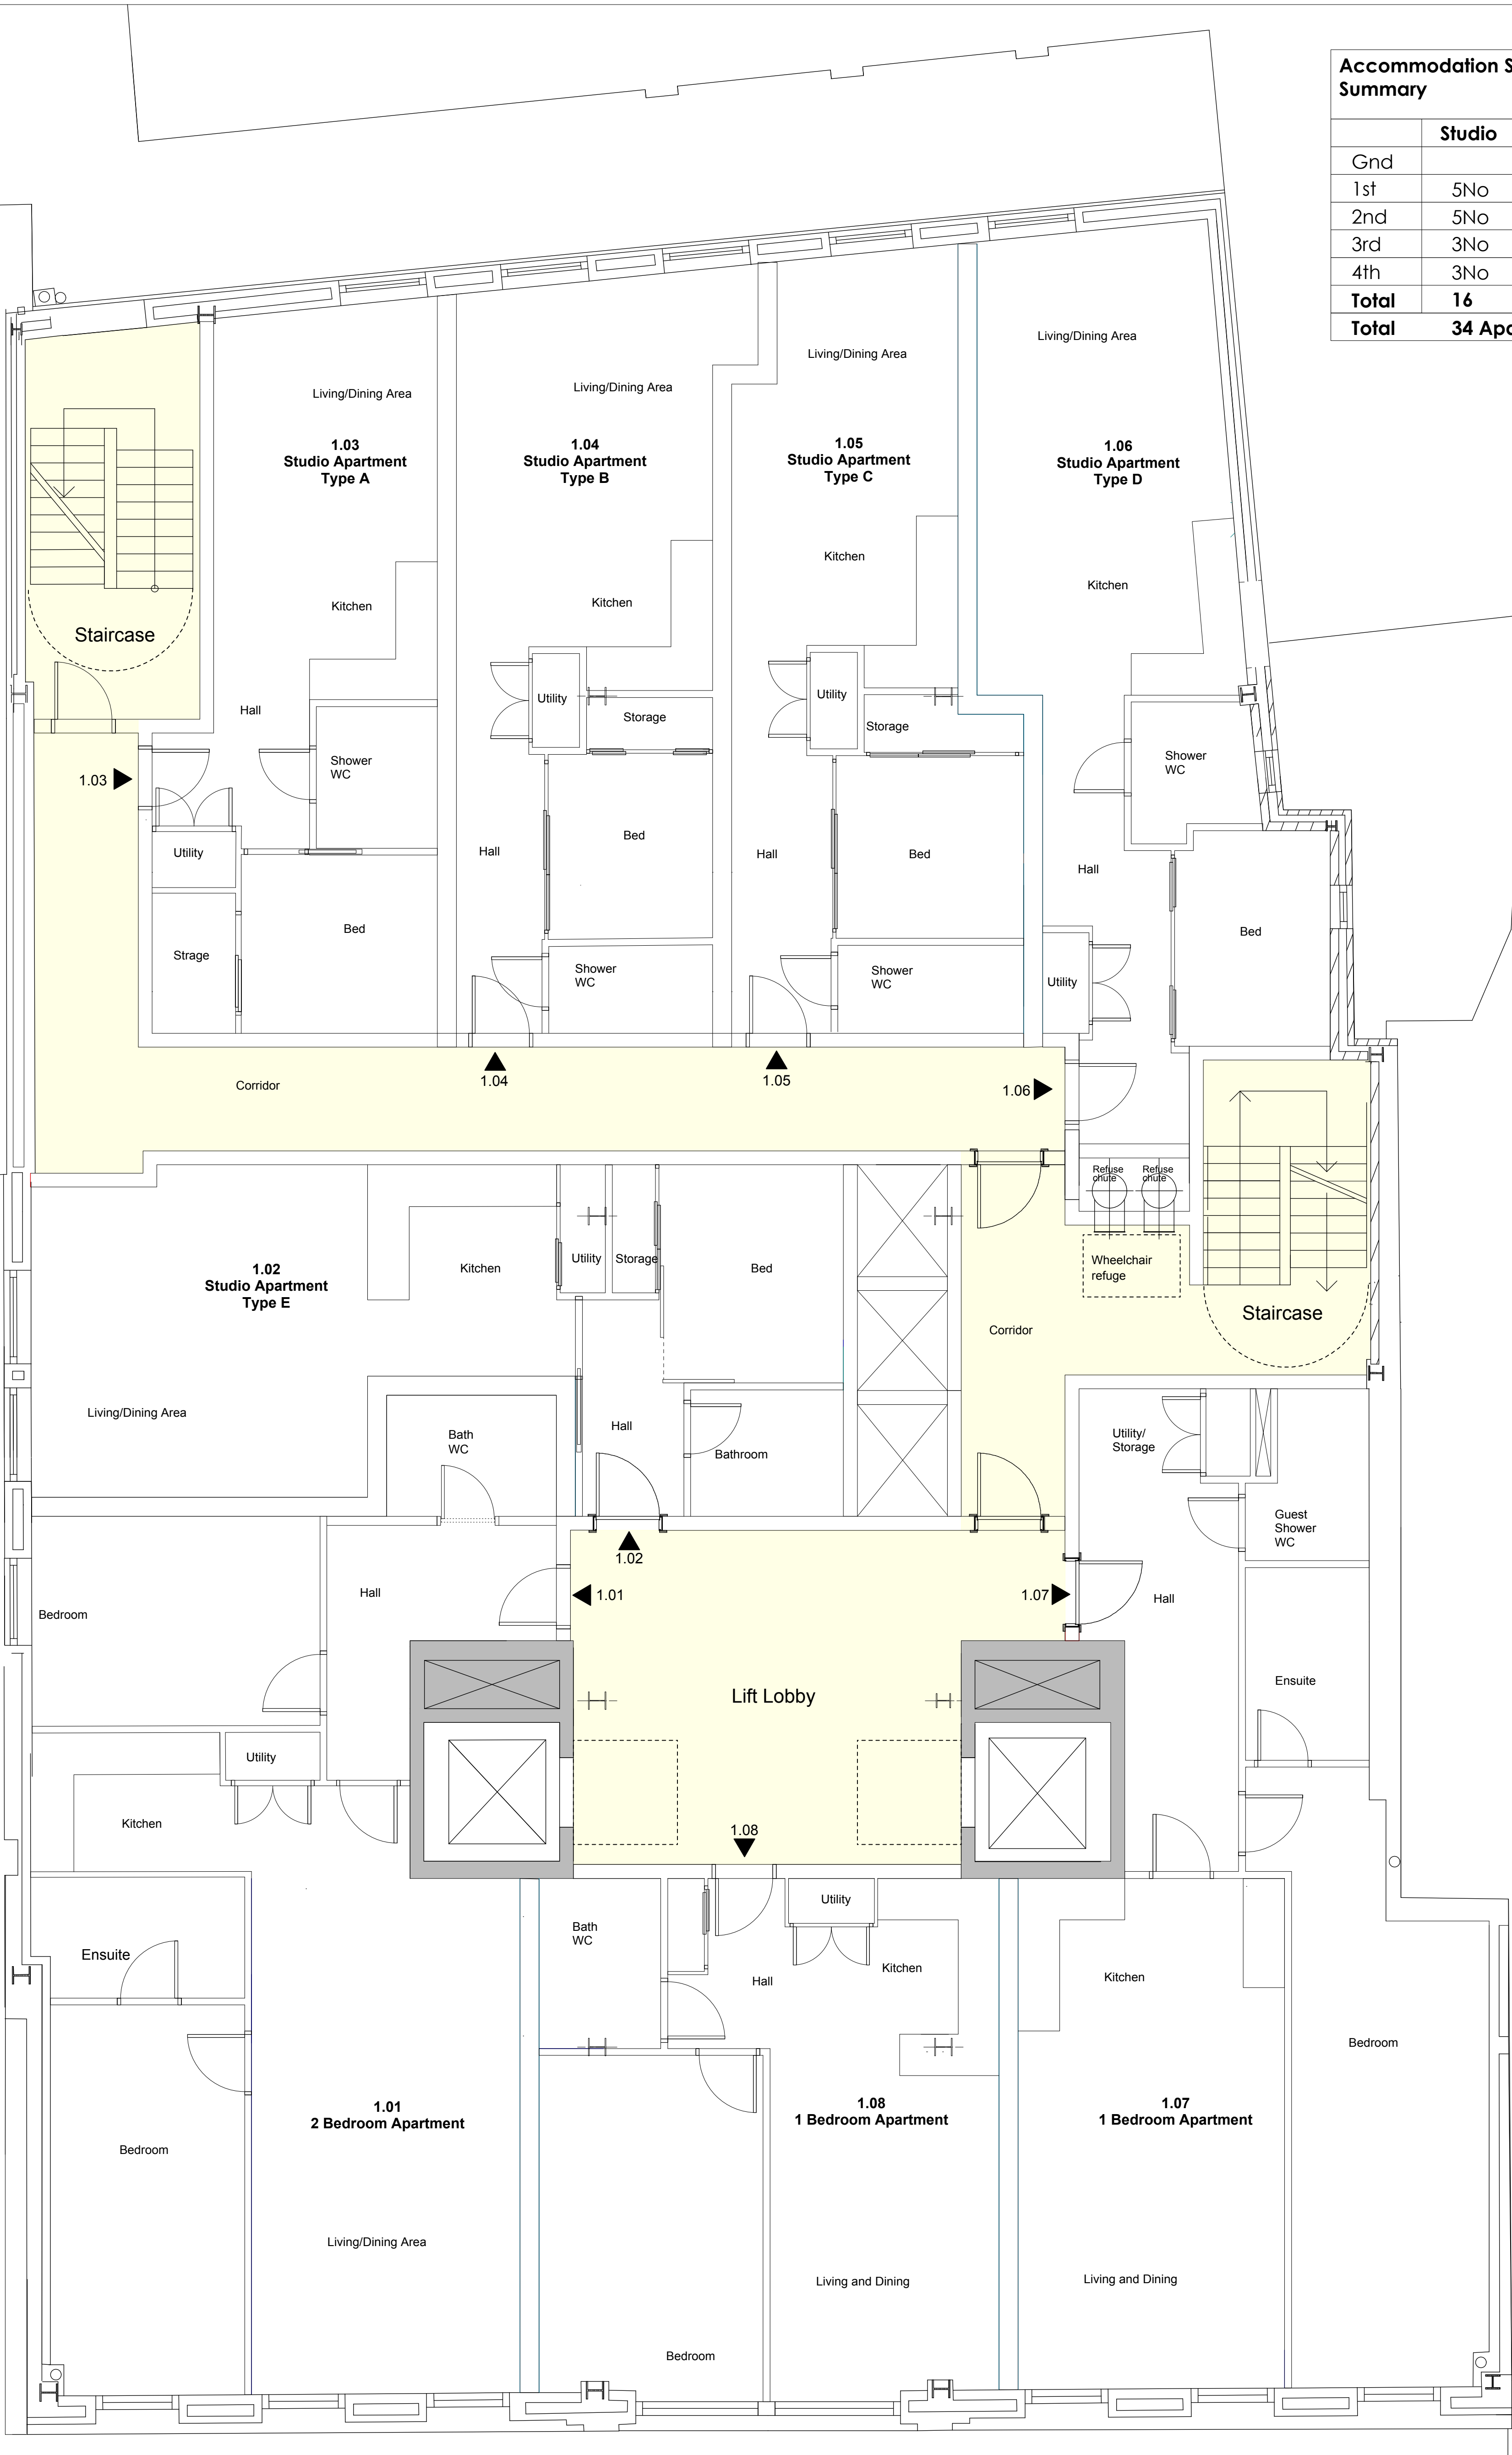 Accommodation S
Summary
Studio
Gnd
1st 5No
2nd 5No
3rd 3No
4th 3No
Total 16
Total 34 Apa
Living/Dining Area
1.03
Studio Apartment
Type A
Kitchen
Hall
Shower
WC
Utility
Strage
Bed
Staircase
1.03
Living/Dining Area
1.04
Studio Apartment
Type B
Kitchen
Utility
Storage
Hall
Bed
Shower
WC
Living/Dining Area
1.05
Studio Apartment
Type C
Kitchen
Utility
Storage
Hall
Bed
Shower
WC
Living/Dining Area
1.06
Studio Apartment
Type D
Kitchen
Shower
WC
Hall
Bed
Utility
Corridor
1.04
1.05
1.06
Refuse
chute
Refuse
chute
Wheelchair
refuge
Staircase
Corridor
1.02
Studio Apartment
Type E
Kitchen
Utility
Storage
Bed
Living/Dining Area
Hall
Bathroom
Bath
WC
1.02
1.01
1.07
Lift Lobby
1.08
Bedroom
Hall
Utility
Kitchen
Ensuite
Bedroom
1.01
2 Bedroom Apartment
Living/Dining Area
Bath
WC
Utility
Hall
Kitchen
1.08
1 Bedroom Apartment
Living and Dining
Bedroom
Utility/
Storage
Guest
Shower
WC
Hall
Ensuite
Kitchen
Bedroom
1.07
1 Bedroom Apartment
Living and Dining